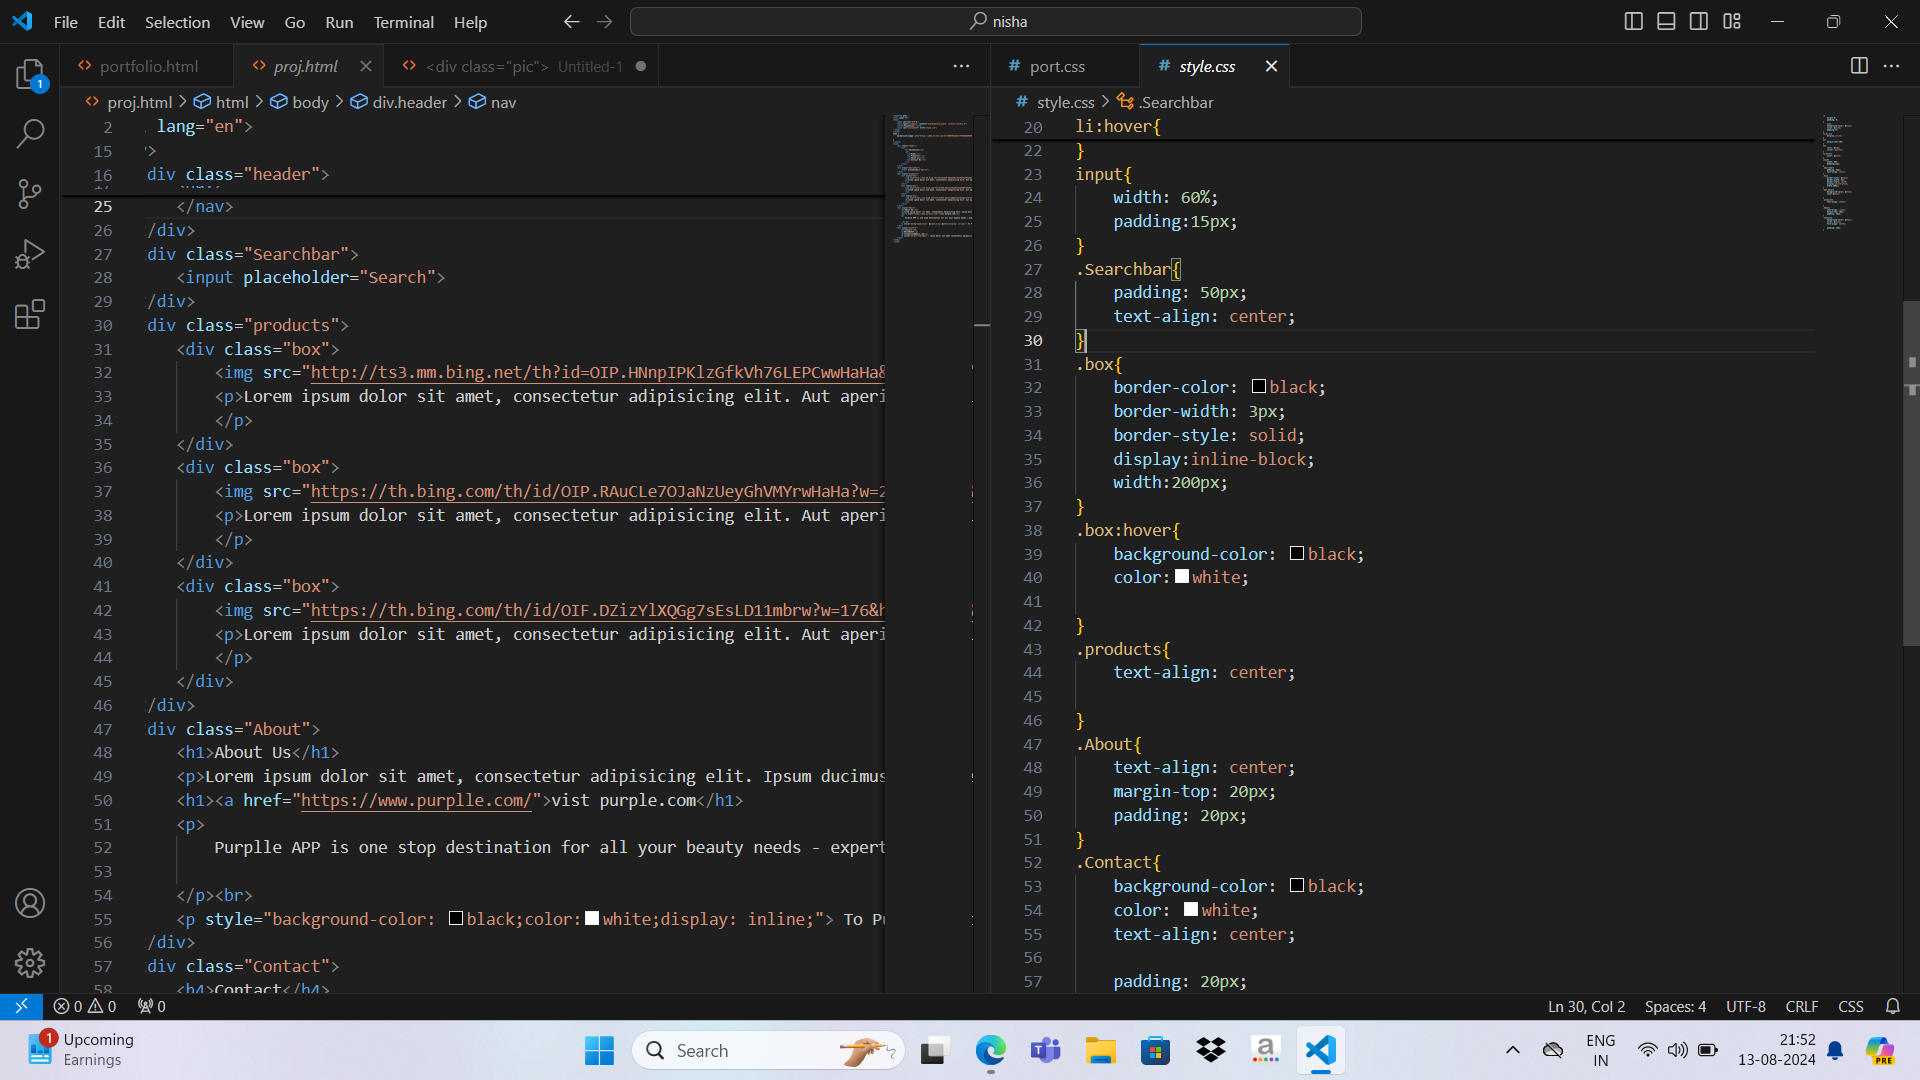 File Edit Selection View Go Run Terminal Help
nisha
portfolio.html
proj.html
<div class="pic"> Untitled-1
proj.html > html > body > div.header > nav
2 lang="en">
15 >
16 div class="header">
25 </nav>
26 /div>
27 div class="Searchbar">
28 <input placeholder="Search">
29 /div>
30 div class="products">
31 <div class="box">
32 <img src="http://ts3.mm.bing.net/th?id=OIP.HNnpIPKlzGfkVh76LEPCwwHaHa&
33 <p>Lorem ipsum dolor sit amet, consectetur adipisicing elit. Aut aperi
34 </p>
35 </div>
36 <div class="box">
37 <img src="https://th.bing.com/th/id/OIP.RAuCLe7OJaNzUeyGhVMYrwHaHa?w=2
38 <p>Lorem ipsum dolor sit amet, consectetur adipisicing elit. Aut aperi
39 </p>
40 </div>
41 <div class="box">
42 <img src="https://th.bing.com/th/id/OIF.DZizYlXQGg7sEsLD11mbrw?w=176&h
43 <p>Lorem ipsum dolor sit amet, consectetur adipisicing elit. Aut aperi
44 </p>
45 </div>
46 /div>
47 div class="About">
48 <h1>About Us</h1>
49 <p>Lorem ipsum dolor sit amet, consectetur adipisicing elit. Ipsum ducimus
50 <h1><a href="https://www.purplle.com/">vist purple.com</h1>
51 <p>
52 Purplle APP is one stop destination for all your beauty needs - expert
53
54 </p><br>
55 <p style="background-color: black;color:white;display: inline;"> To Pu
56 /div>
57 div class="Contact">
58 <h4>Contact</h4>
port.css
style.css
style.css > .Searchbar
20 li:hover{
22 }
23 input{
24 width: 60%;
25 padding:15px;
26 }
27 .Searchbar{
28 padding: 50px;
29 text-align: center;
30 }
31 .box{
32 border-color: black;
33 border-width: 3px;
34 border-style: solid;
35 display:inline-block;
36 width:200px;
37 }
38 .box:hover{
39 background-color: black;
40 color:white;
41
42 }
43 .products{
44 text-align: center;
45
46 }
47 .About{
48 text-align: center;
49 margin-top: 20px;
50 padding: 20px;
51 }
52 .Contact{
53 background-color: black;
54 color: white;
55 text-align: center;
56
57 padding: 20px;
0 0 0
Ln 30, Col 2 Spaces: 4 UTF-8 CRLF CSS
1 Upcoming
Earnings
Search
ENG
IN
21:52
13-08-2024
PRE